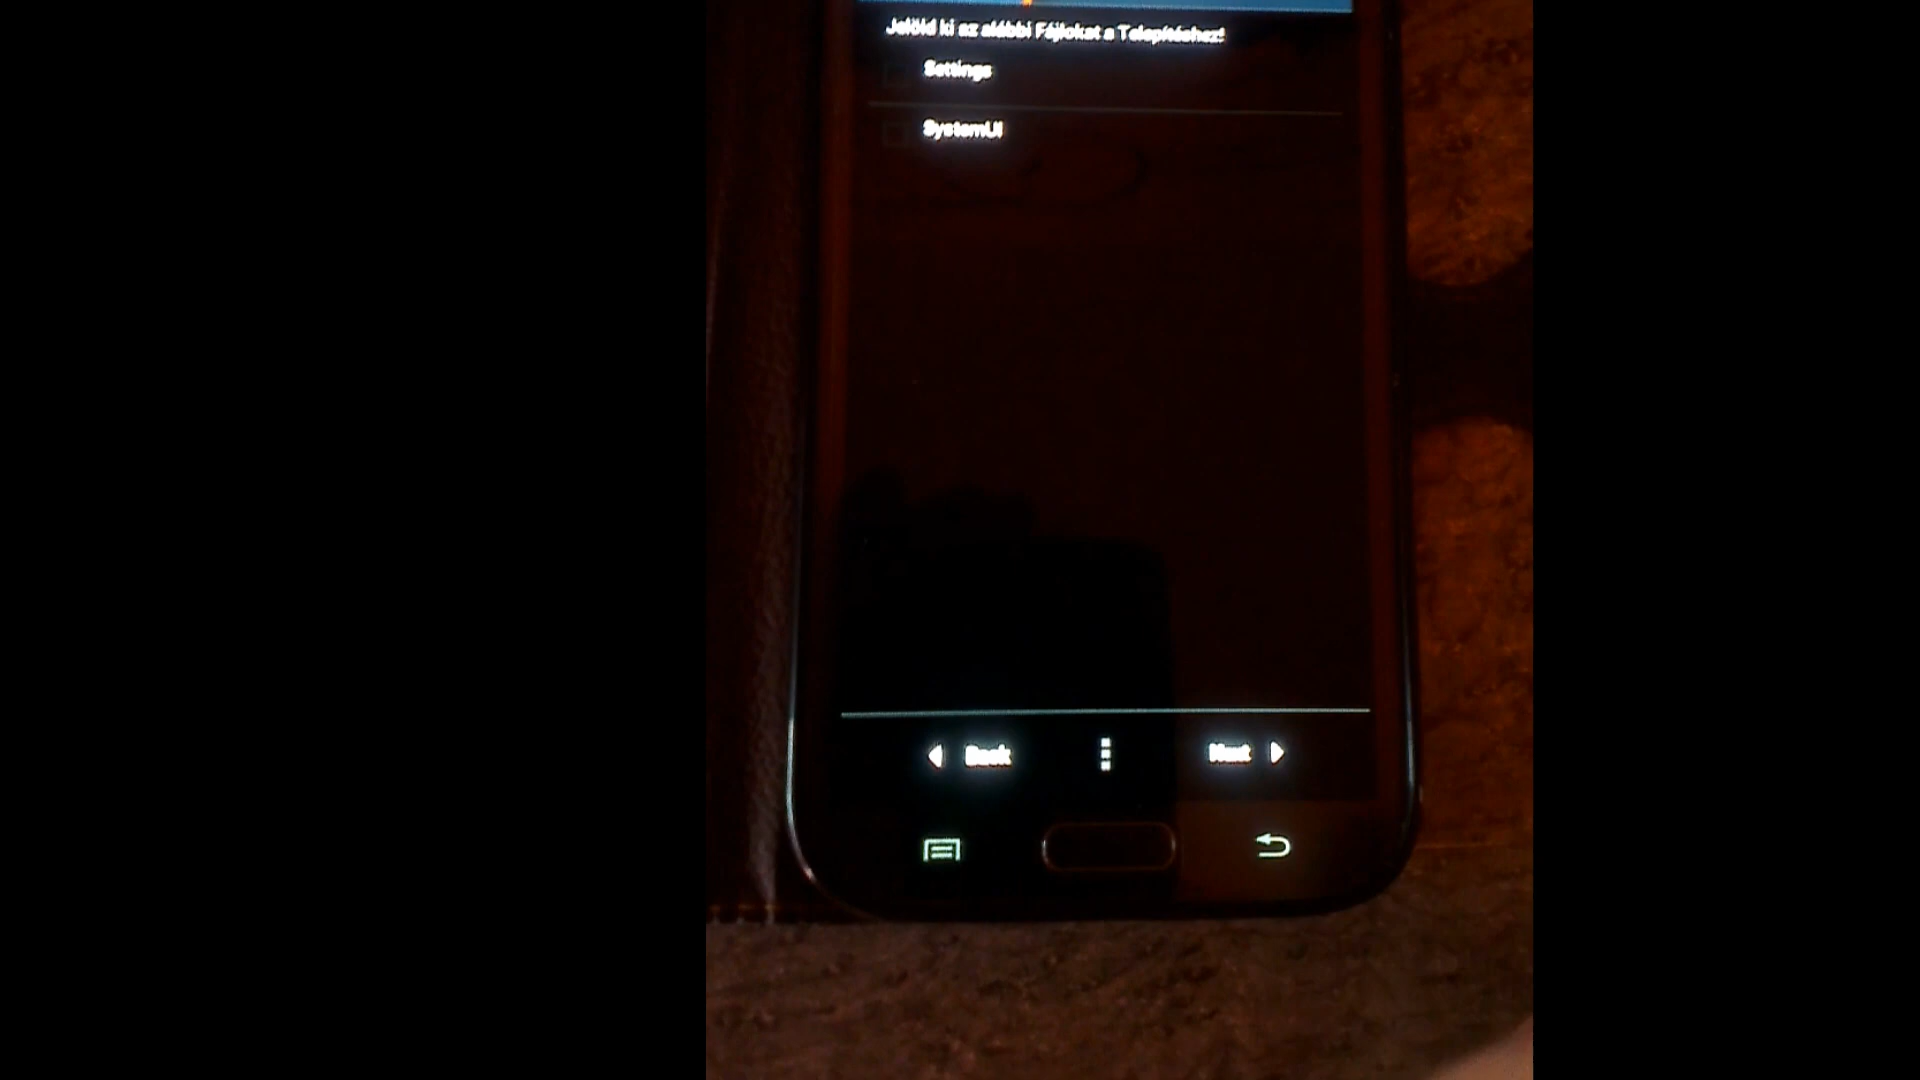 Jelöld ki az alábbi Fájlokat a Telepítéshez!
Settings
SystemUI
Back
Next